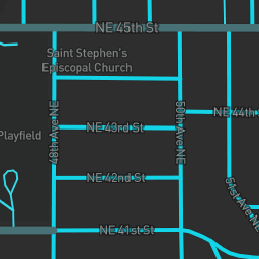 NE 45th St
Saint Stephen's
Episcopal Church
NE 44th
Playfield
NE 43rd St
48th Ave NE
50th Ave NE
NE 42nd St
51st Ave NE
NE 41st St